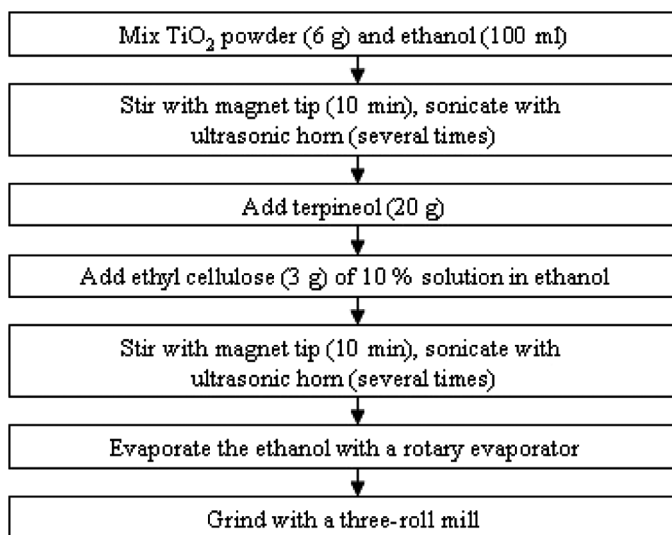 Mix TiO₂ powder (6 g) and ethanol (100 ml)
Stir with magnet tip (10 min), sonicate with
ultrasonic horn (several times)
Add terpineol (20 g)
Add ethyl cellulose (3 g) of 10 % solution in ethanol
Stir with magnet tip (10 min), sonicate with
ultrasonic horn (several times)
Evaporate the ethanol with a rotary evaporator
Grind with a three-roll mill